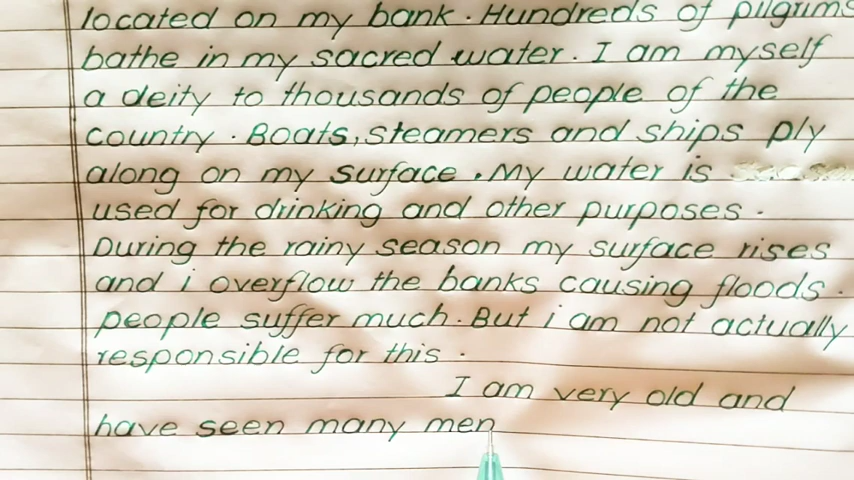 located on my bank. Hundreds of pilgrims
bathe in my sacred water. I am myself
a deity to thousands of people of the
country. Boats, steamers and ships ply
along on my surface. My water is
used for drinking and other purposes.
During the rainy season my surface rises
and i overflow the banks causing floods.
people suffer much. But i am not actually
responsible for this.
I am very old and
have seen many men